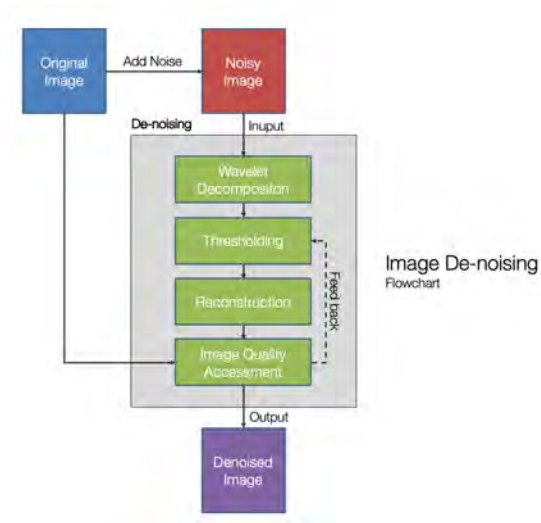 Original
Image
Add Noise
Noisy
Image
De-noising
Inuput
Wavelet
Decompositon
Thresholding
Reconstruction
Feed back
Image Quality
Accessment
Output
Denoised
Image
Image De-noising
Flowchart